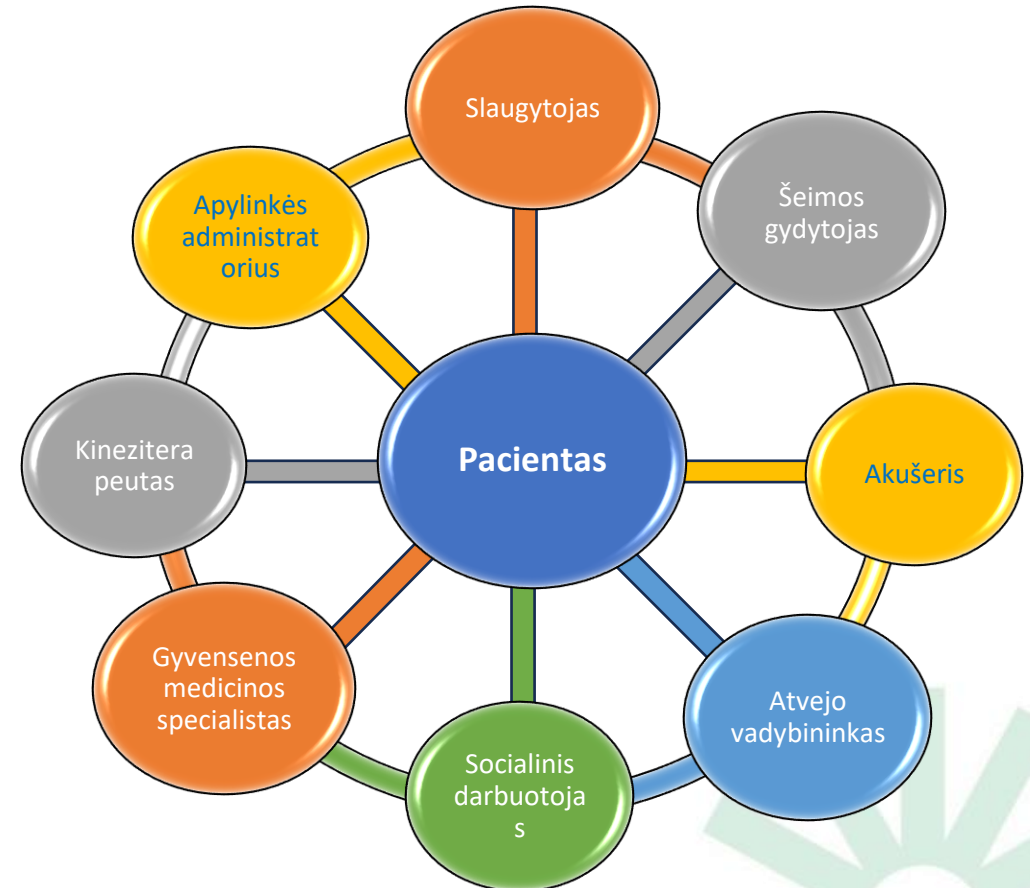 Slaugytojas
Šeimos
gydytojas
Akušeris
Atvejo
vadybininkas
Socialinis
darbuotoja
s
Gyvensenos
medicinos
specialistas
Kinezitera
peutas
Apylinkės
administrat
orius
Pacientas